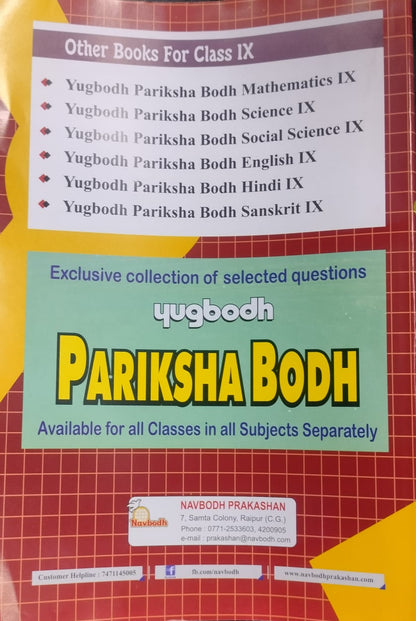 Other Books For Class IX
Yugbodh Pariksha Bodh Mathematics IX
Yugbodh Pariksha Bodh Science IX
Yugbodh Pariksha Bodh Social Science IX
Yugbodh Pariksha Bodh English IX
Yugbodh Pariksha Bodh Hindi IX
Yugbodh Pariksha Bodh Sanskrit IX
Exclusive collection of selected questions
yugbodh
PARIKSHA BODH
Available for all Classes in all Subjects Separately
Navbodh
NAVBODH PRAKASHAN
7, Samta Colony, Raipur (C.G.)
Phone : 0771-2533603, 4200905
e-mail : prakashan@navbodh.com
Customer Helpline : 7471145005
fb.com/navbodh
www.navbodhprakashan.com